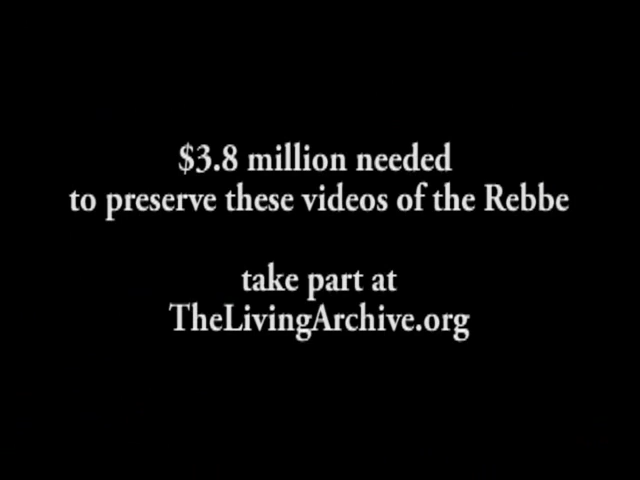 $3.8 million needed
to preserve these videos of the Rebbe
take part at
TheLivingArchive.org